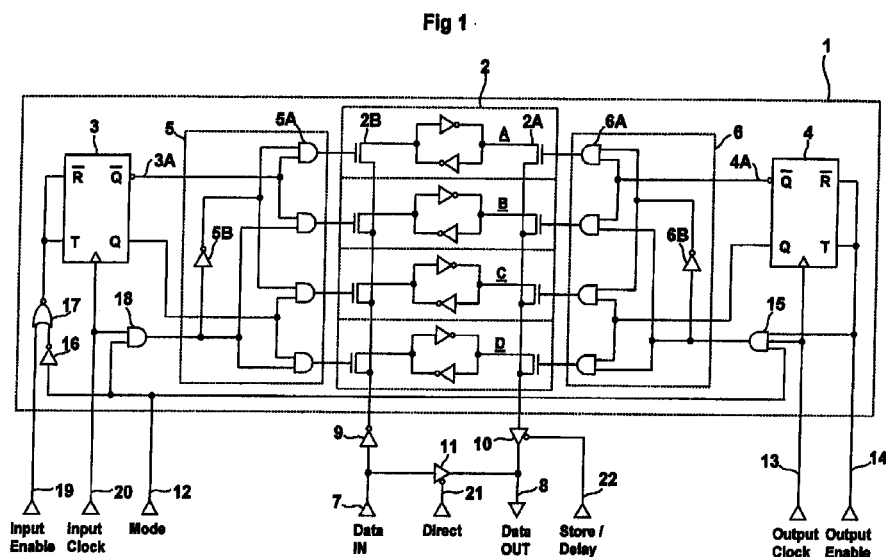 Fig 1
1
2
3
3A
5
5A
2B
2A
6A
6
4
4A
A
B
C
D
R
Q
T
Q
5B
6B
Q
R
Q
T
17
18
16
15
9
10
11
19
20
12
7
21
8
22
13
14
Input Enable
Input Clock
Mode
Data IN
Direct
Data OUT
Store / Delay
Output Clock
Output Enable